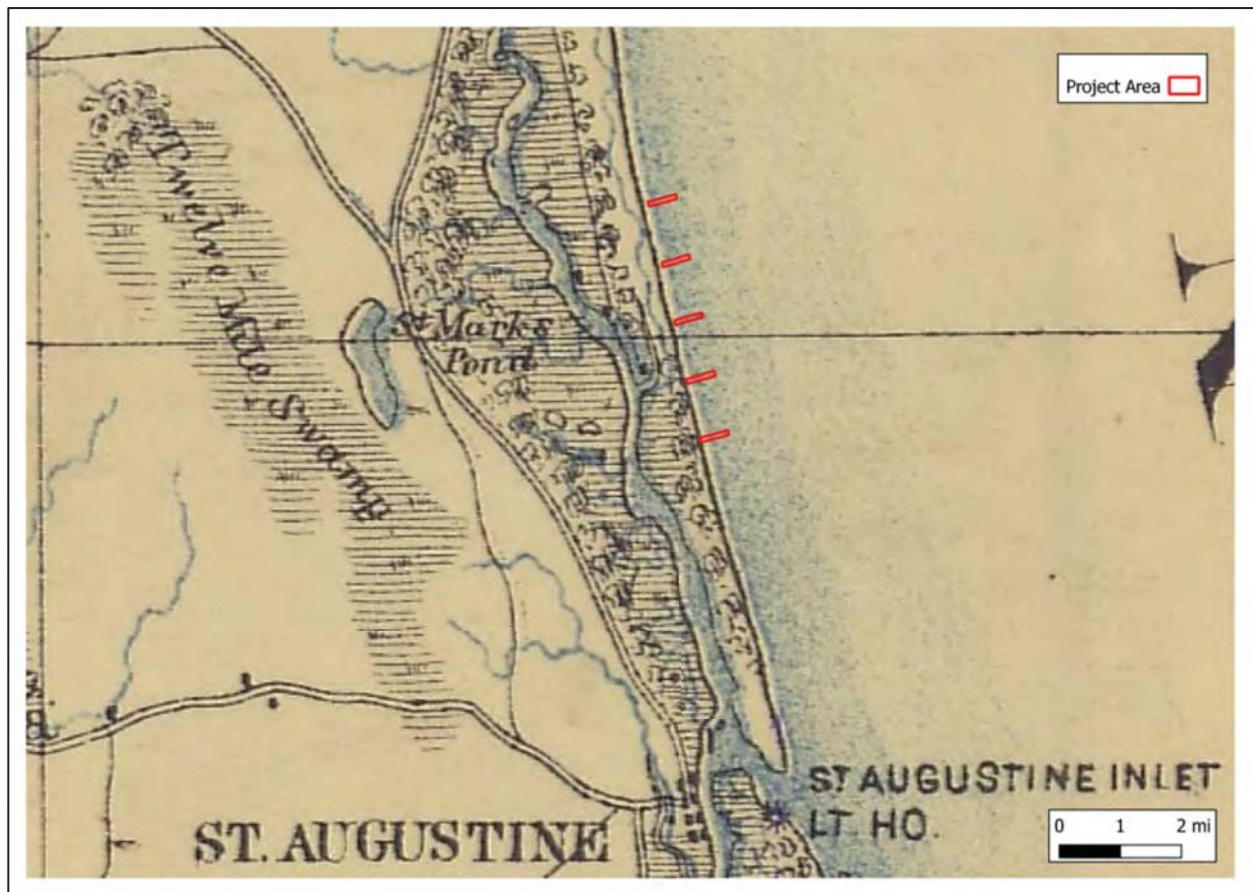 Project Area
Twelve Mile Swamp
St Marks
Pond
ST. AUGUSTINE INLET
LT. HO.
ST. AUGUSTINE
0 1 2 mi